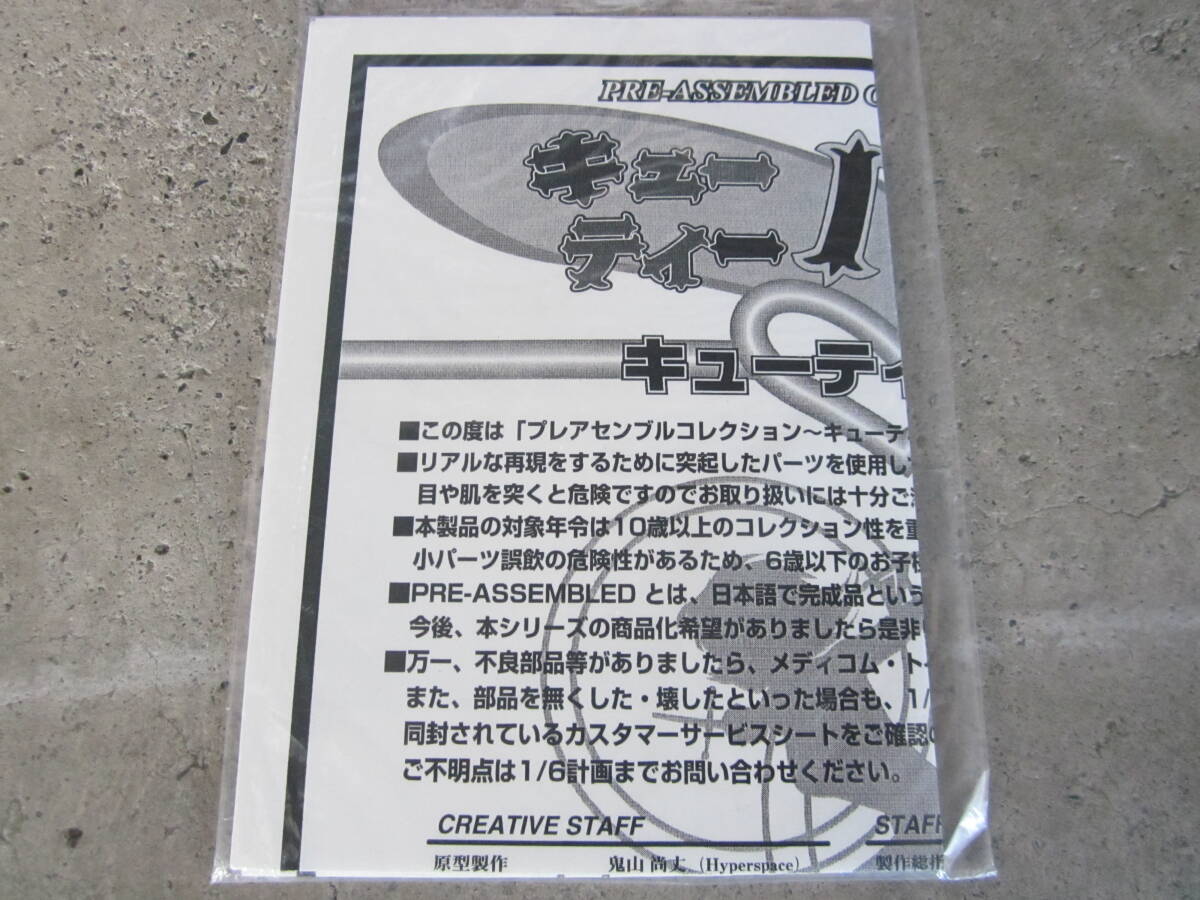 PRE-ASSEMBLED
キュー
ティー
キューティ
■この度は「プレアセンブルコレクション～キューテ
■リアルな再現をするために突起したパーツを使用し
目や肌を突くと危険ですのでお取り扱いには十分ご
■本製品の対象年令は10歳以上のコレクション性を重
小パーツ誤飲の危険性があるため、6歳以下のお子様
■PRE-ASSEMBLED とは、日本語で完成品という
今後、本シリーズの商品化希望がありましたら是非
■万一、不良部品等がありましたら、メディコム・ト
また、部品を無くした・壊したといった場合も、1/
同封されているカスタマーサービスシートをご確認の
ご不明点は1/6計画までお問い合わせください。
CREATIVE STAFF
STAF
原型製作 鬼山 尚丈 (Hyperspace) 製作総指